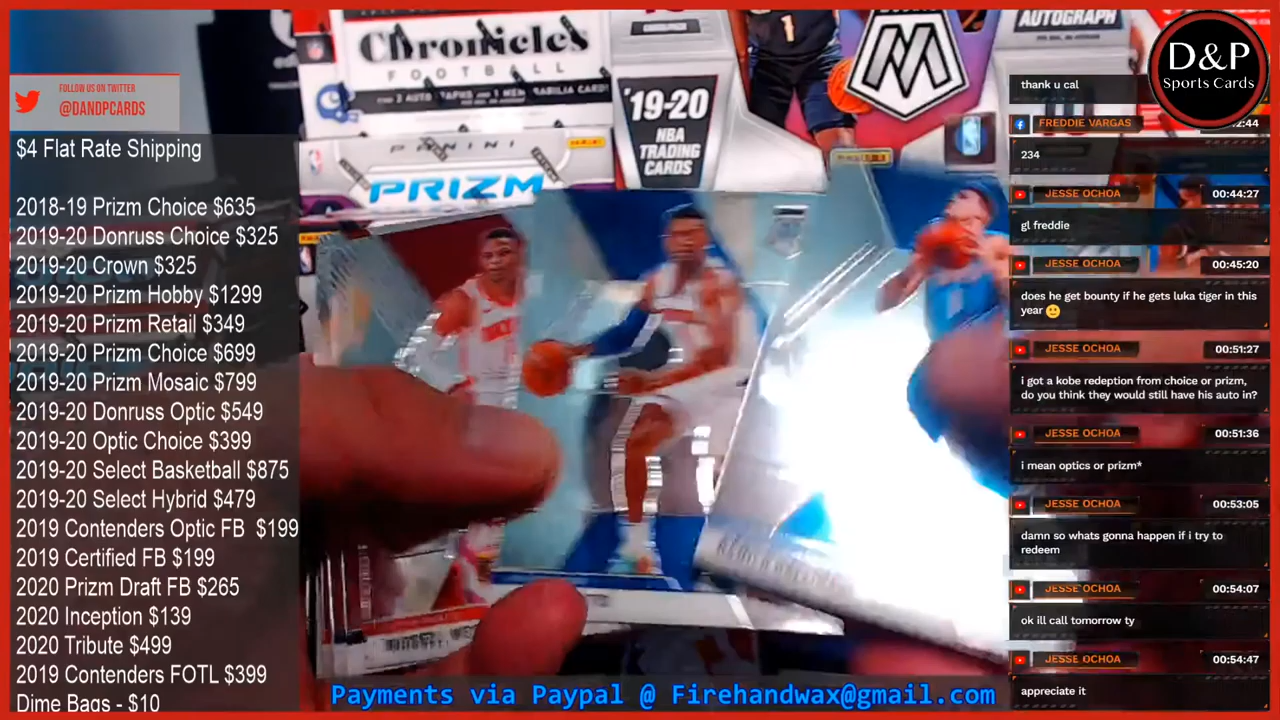 FOLLOW US ON TWITTER
@DANDPCARDS
$4 Flat Rate Shipping
2018-19 Prizm Choice $635
2019-20 Donruss Choice $325
2019-20 Crown $325
2019-20 Prizm Hobby $1299
2019-20 Prizm Retail $349
2019-20 Prizm Choice $699
2019-20 Prizm Mosaic $799
2019-20 Donruss Optic $549
2019-20 Optic Choice $399
2019-20 Select Basketball $875
2019-20 Select Hybrid $479
2019 Contenders Optic FB $199
2019 Certified FB $199
2020 Prizm Draft FB $265
2020 Inception $139
2020 Tribute $499
2019 Contenders FOTL $399
Dime Bags - $10
Chronicles
FOOTBALL
PANINI
PRIZM
'19-20
NBA
TRADING
CARDS
AUTOGRAPH
D&P
Sports Cards
thank u cal
FREDDIE VARGAS
234
JESSE OCHOA 00:44:27
gl freddie
JESSE OCHOA 00:45:20
does he get bounty if he gets luka tiger in this
year 🙂
JESSE OCHOA 00:51:27
i got a kobe redeption from choice or prizm,
do you think they would still have his auto in?
JESSE OCHOA 00:51:36
i mean optics or prizm*
JESSE OCHOA 00:53:05
damn so whats gonna happen if i try to
redeem
JESSE OCHOA 00:54:07
ok ill call tomorrow ty
JESSE OCHOA 00:54:47
appreciate it
Payments via Paypal @ Firehandwax@gmail.com